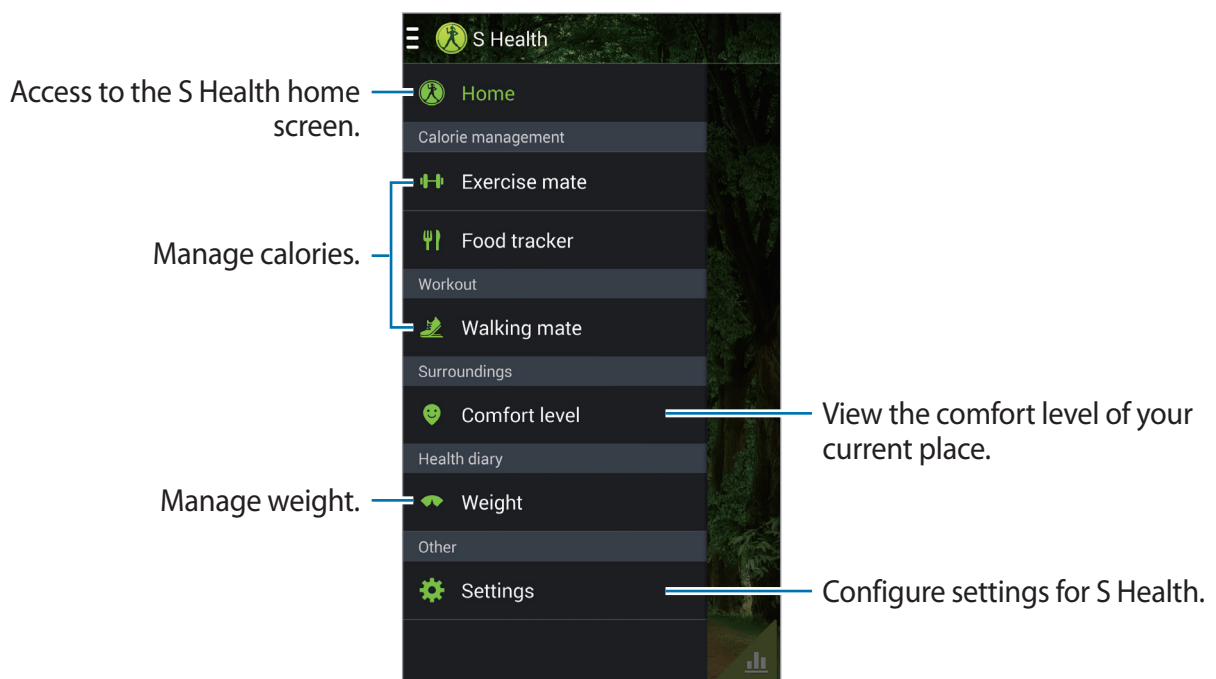 S Health
Access to the S Health home
screen.
Home
Calorie management
Exercise mate
Manage calories.
Food tracker
Workout
Walking mate
Surroundings
Comfort level
View the comfort level of your
current place.
Health diary
Manage weight.
Weight
Other
Settings
Configure settings for S Health.